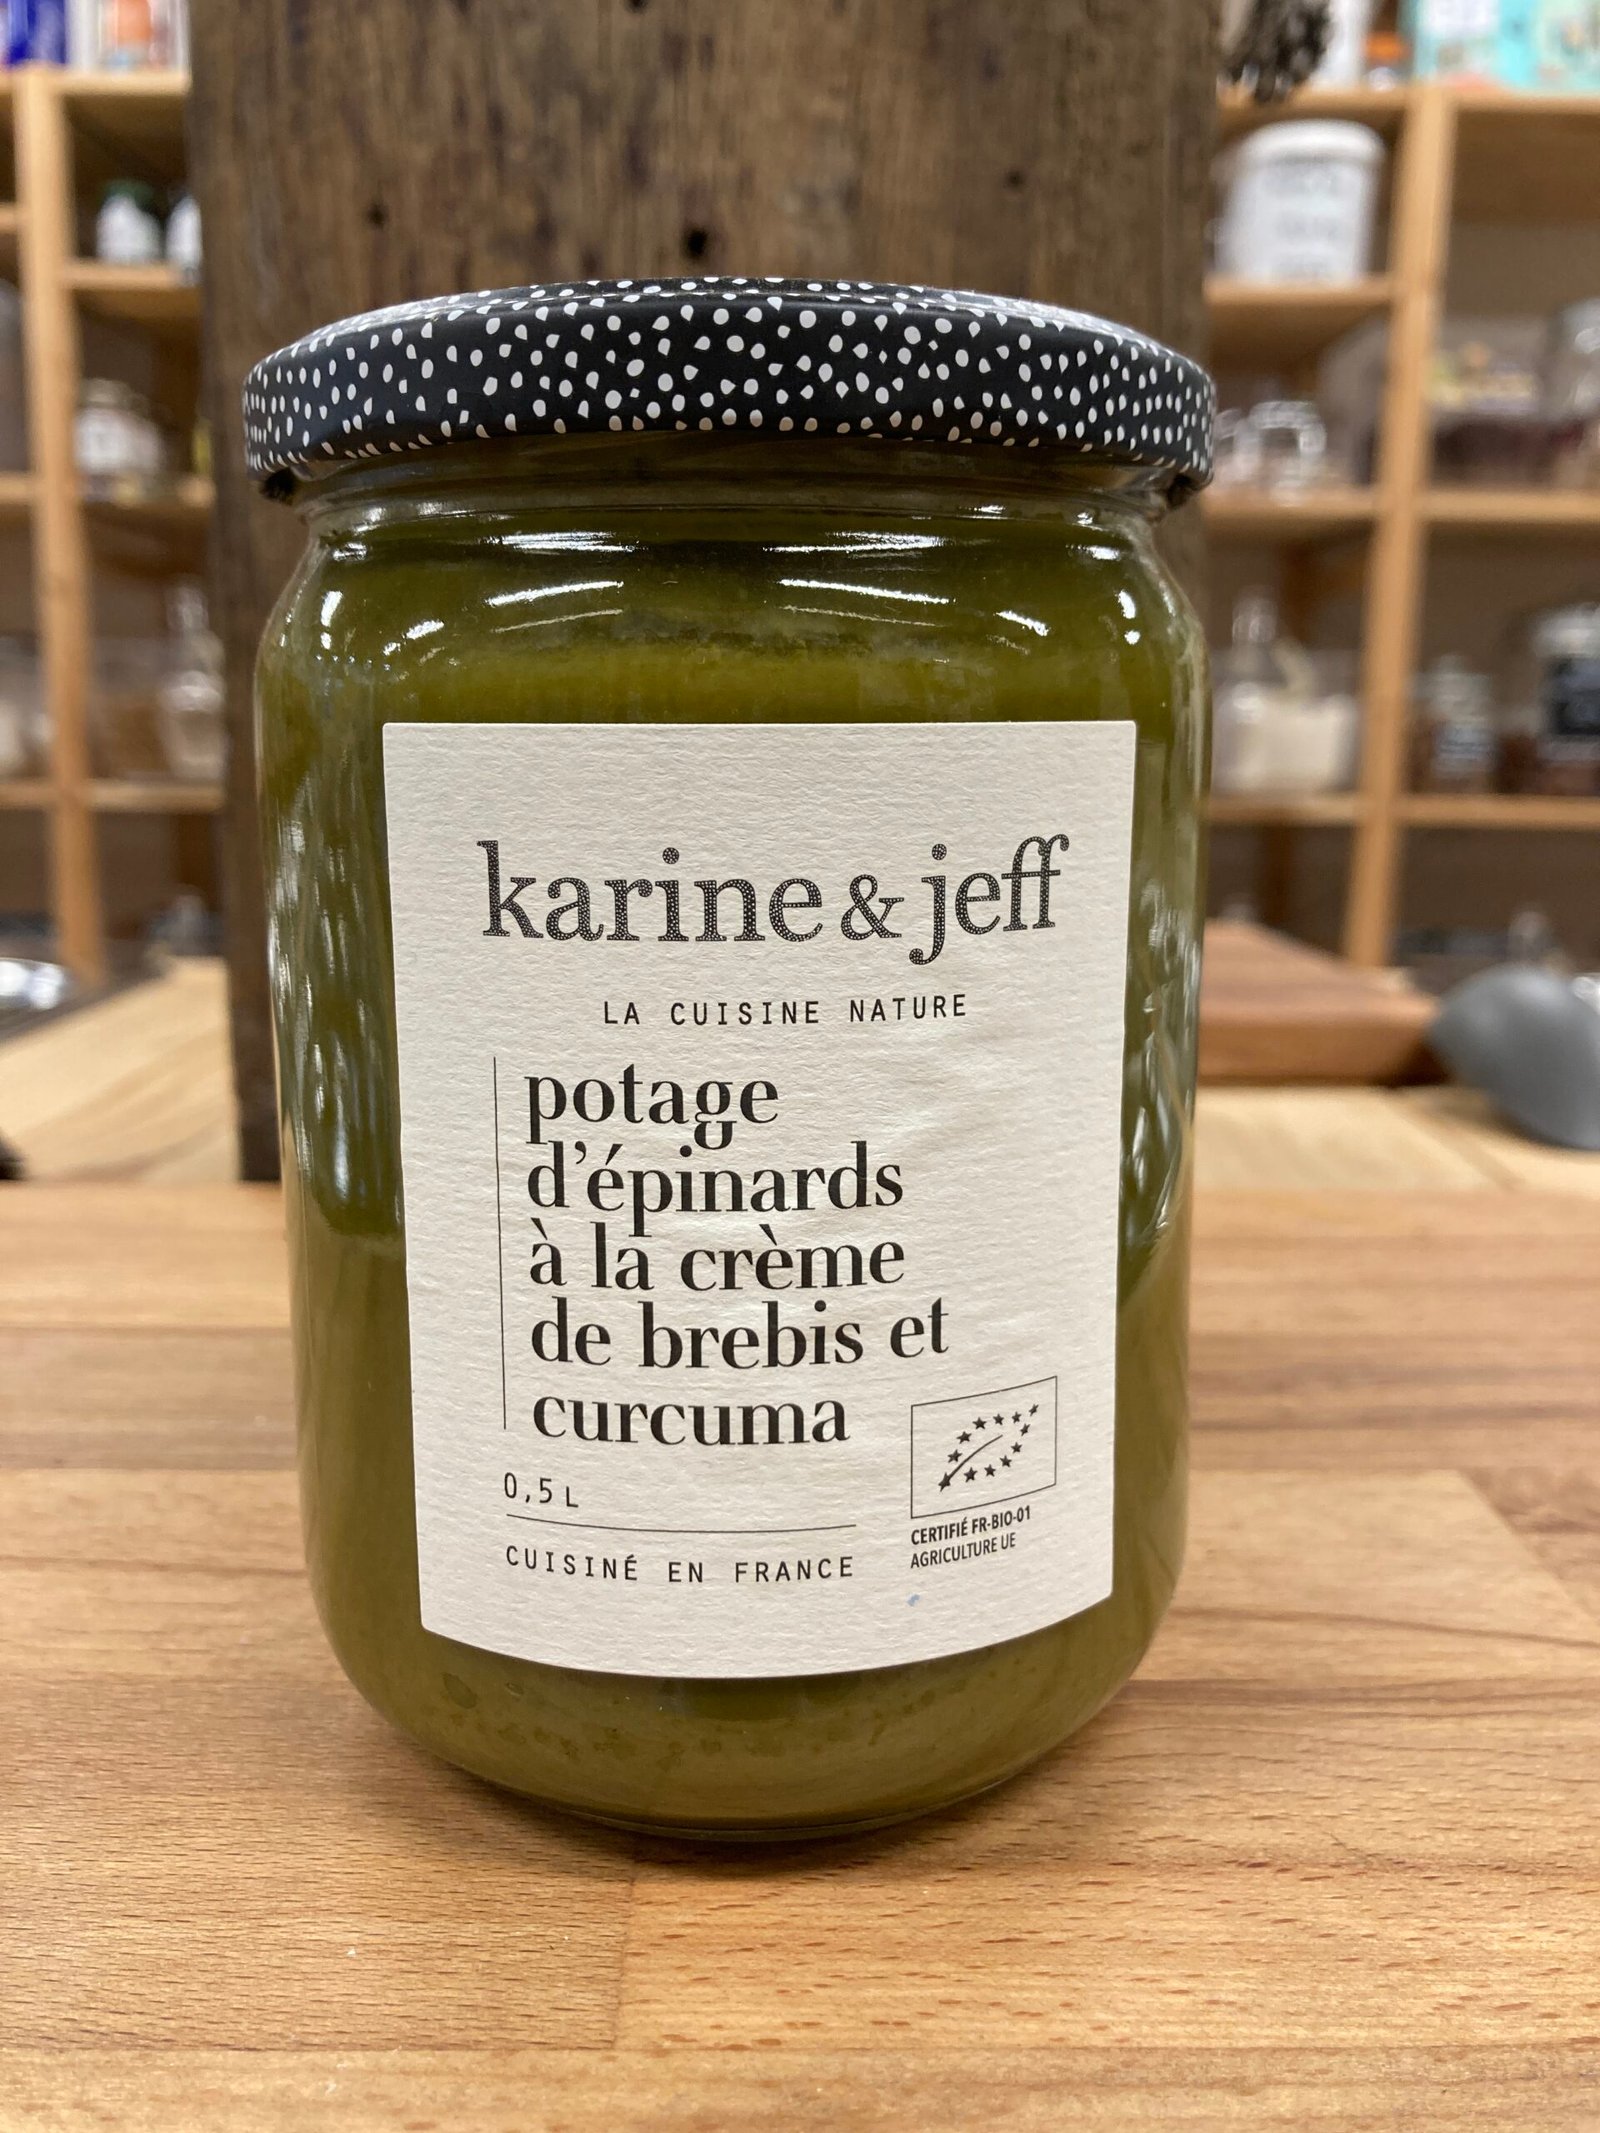 karine & jeff
LA CUISINE NATURE
potage
d'épinards
à la crème
de brebis et
curcuma
0,5 L
CUISINÉ EN FRANCE
CERTIFIÉ FR-BIO-01
AGRICULTURE UE